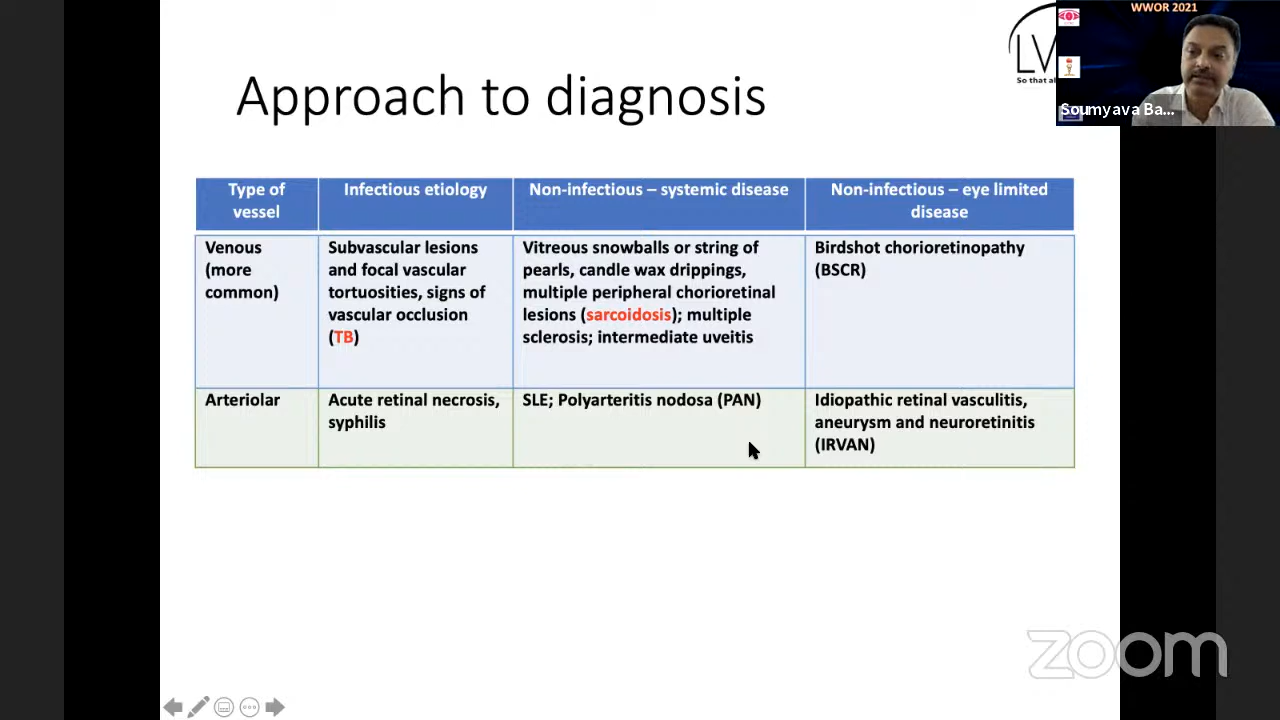 WWOR 2021
LV
So that al
Soumyava Ba...
Approach to diagnosis
Type of
vessel
Infectious etiology
Non-infectious – systemic disease
Non-infectious – eye limited
disease
Venous
(more
common)
Subvascular lesions
and focal vascular
tortuosities, signs of
vascular occlusion
(TB)
Vitreous snowballs or string of
pearls, candle wax drippings,
multiple peripheral chorioretinal
lesions (sarcoidosis); multiple
sclerosis; intermediate uveitis
Birdshot chorioretinopathy
(BSCR)
Arteriolar
Acute retinal necrosis,
syphilis
SLE; Polyarteritis nodosa (PAN)
Idiopathic retinal vasculitis,
aneurysm and neuroretinitis
(IRVAN)
zoom